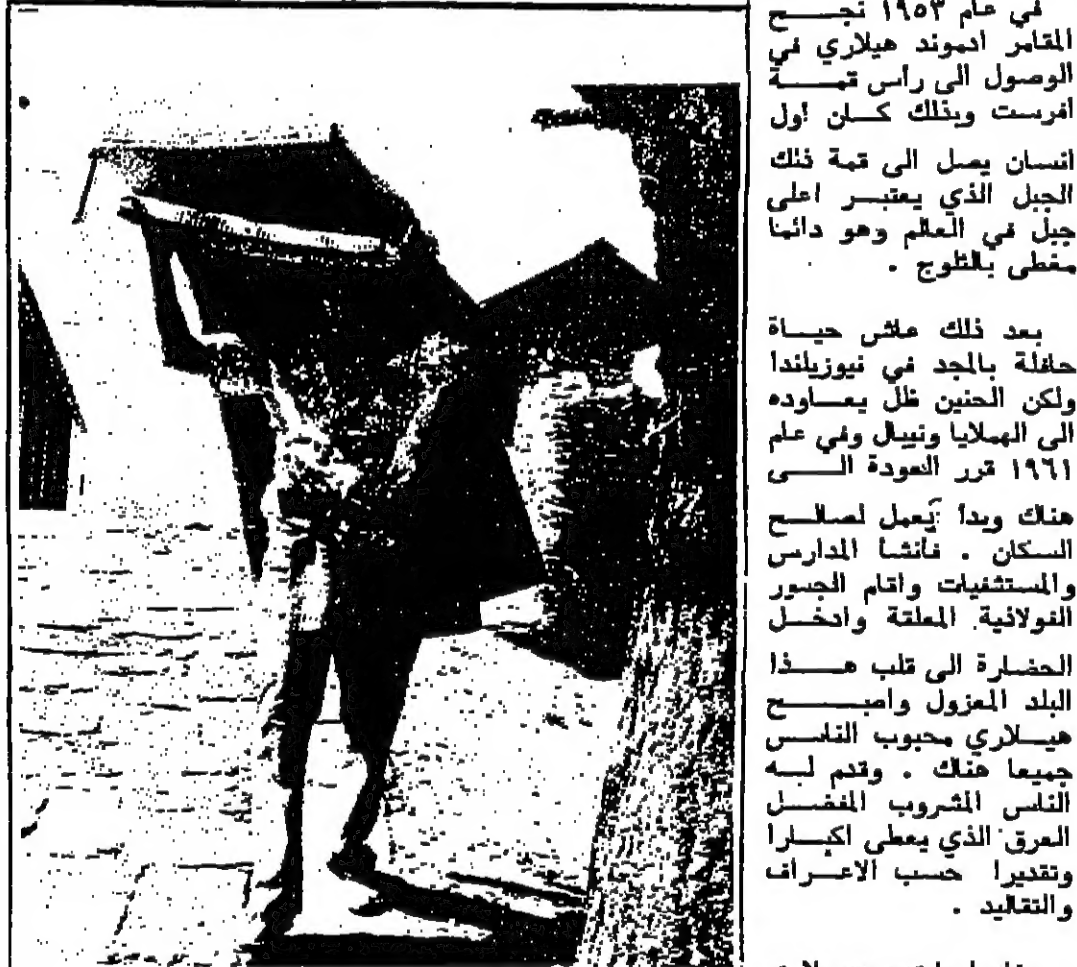 في عام ١٩٥٣ نجح
المقامر ادموند هيلاري في
الوصول الى رأس قمة
افرست وبذلك كان أول
انسان يصل الى قمة ذلك
الجبل الذي يعتبر اعلى
جبل في العالم وهو دائما
مغطى بالثلوج .
بعد ذلك عاش حياة
حافلة بالمجد في نيوزيلندا
ولكن الحنين ظل يعاوده
الى الهملايا ونيبال وفي عام
١٩٦١ قرر العودة الى
هناك وبدأ يعمل لصالح
السكان . فأنشأ المدارس
والمستشفيات واقام الجسور
الفولاذية المعلقة وادخل
الحضارة الى قلب هذا
البلد المعزول واصبح
هيلاري محبوب الناس
جميعا هناك . وقدم له
الناس المشروب المفضل
العرق الذي يعطى اكبارا
وتقديرا حسب الاعراف
والتقاليد .